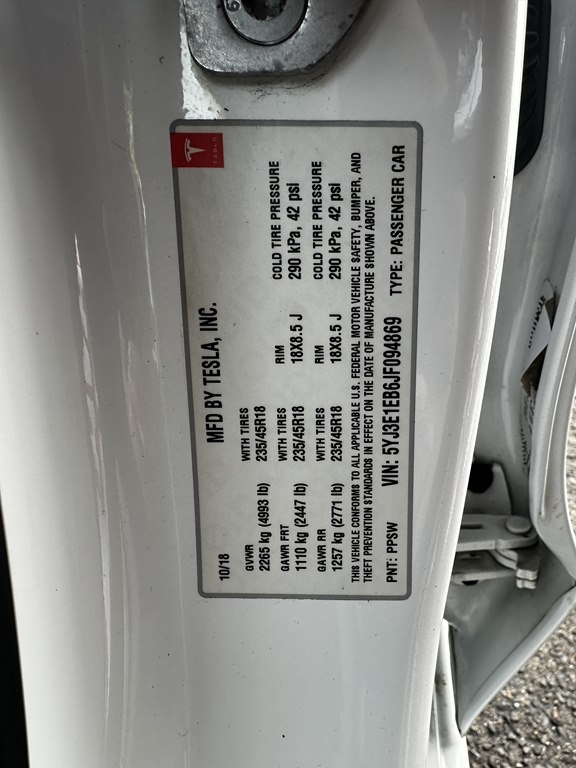 TESLA
MFD BY TESLA, INC.
10/18
GVWR WITH TIRES RIM COLD TIRE PRESSURE
2265 kg (4993 lb) 235/45R18 18X8.5 J 290 kPa, 42 psi
GAWR FRT WITH TIRES RIM COLD TIRE PRESSURE
1110 kg (2447 lb) 235/45R18 18X8.5 J 290 kPa, 42 psi
GAWR RR WITH TIRES
1257 kg (2771 lb) 235/45R18
THIS VEHICLE CONFORMS TO ALL APPLICABLE U.S. FEDERAL MOTOR VEHICLE SAFETY, BUMPER, AND
THEFT PREVENTION STANDARDS IN EFFECT ON THE DATE OF MANUFACTURE SHOWN ABOVE.
PNT: PPSW VIN: 5YJ3E1EB6JF094869 TYPE: PASSENGER CAR